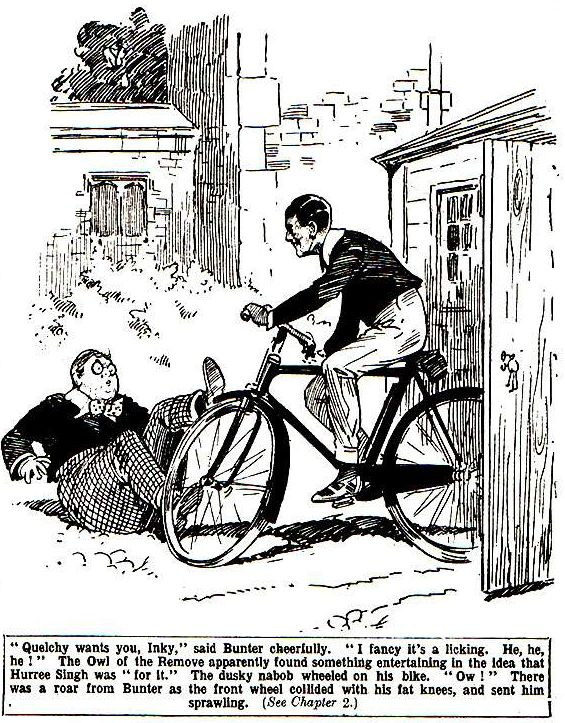 " Quelchy wants you, Inky," said Bunter cheerfully. " I fancy it's a licking. He, he,
he ! " The Owl of the Remove apparently found something entertaining in the idea that
Hurree Singh was " for it." The dusky nabob wheeled on his bike. " Ow ! " There
was a roar from Bunter as the front wheel collided with his fat knees, and sent him
sprawling. (See Chapter 2.)